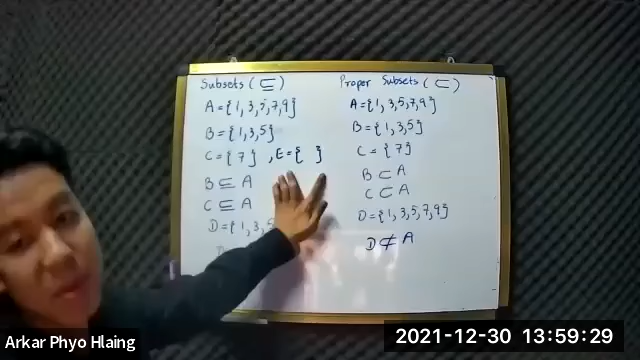 Subsets (⊆)
A = {1, 3, 5, 7, 9}
B = {1, 3, 5}
C = {7} , E = { }
B ⊆ A
C ⊆ A
D = {1, 3, 5
D
Proper Subsets (⊂)
A = {1, 3, 5, 7, 9}
B = {1, 3, 5}
C = {7}
B ⊂ A
C ⊂ A
D = {1, 3, 5, 7, 9}
D ⊄ A
Arkar Phyo Hlaing
2021-12-30 13:59:29